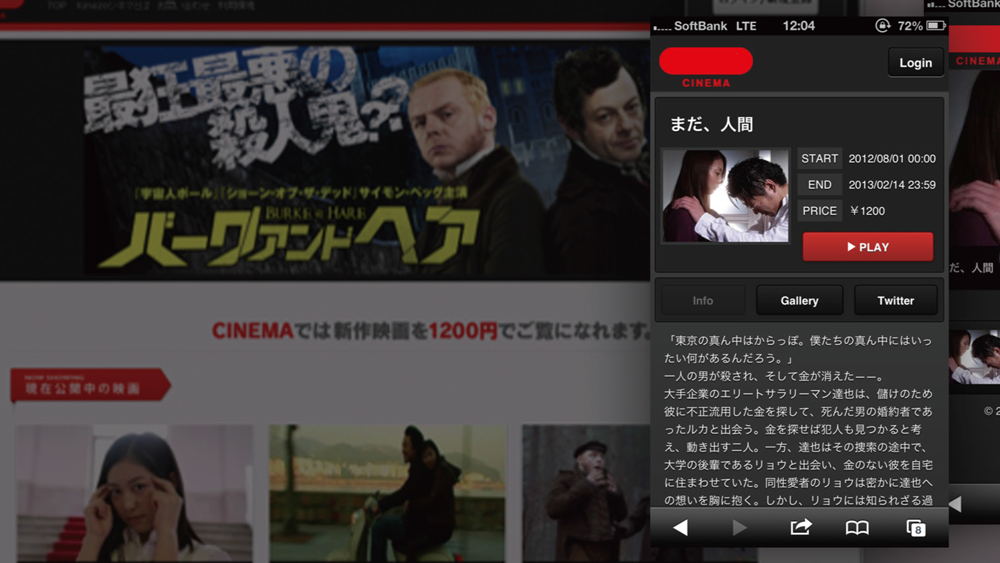 TOP
お問い合わせ
利用規約
最狂最悪の
殺人鬼??
『宇宙人ポール』『ショーン・オブ・ザ・デッド』サイモン・ペッグ主演
BURKE & HARE
バーク アンド ヘア
CINEMAでは新作映画を1200円でご覧になれます。
NOW SHOWING
現在公開中の映画
SoftBank LTE 12:04 72%
CINEMA
Login
まだ、人間
START 2012/08/01 00:00
END 2013/02/14 23:59
PRICE ￥1200
PLAY
Info Gallery Twitter
「東京の真ん中はからっぽ。僕たちの真ん中にはいっ
たい何があるんだろう。」
一人の男が殺され、そして金が消えたーー。
大手企業のエリートサラリーマン達也は、儲けのため
彼に不正流用した金を探して、死んだ男の婚約者であ
ったルカと出会う。金を探せば犯人も見つかると考
え、動き出す二人。一方、達也はその捜索の途中で、
大学の後輩であるリョウと出会い、金のない彼を自宅
に住まわせていた。同性愛者のリョウは密かに達也へ
の想いを胸に抱く。しかし、リョウには知られざる過
8
SoftBank
CINEMA
だ、人間
© 2